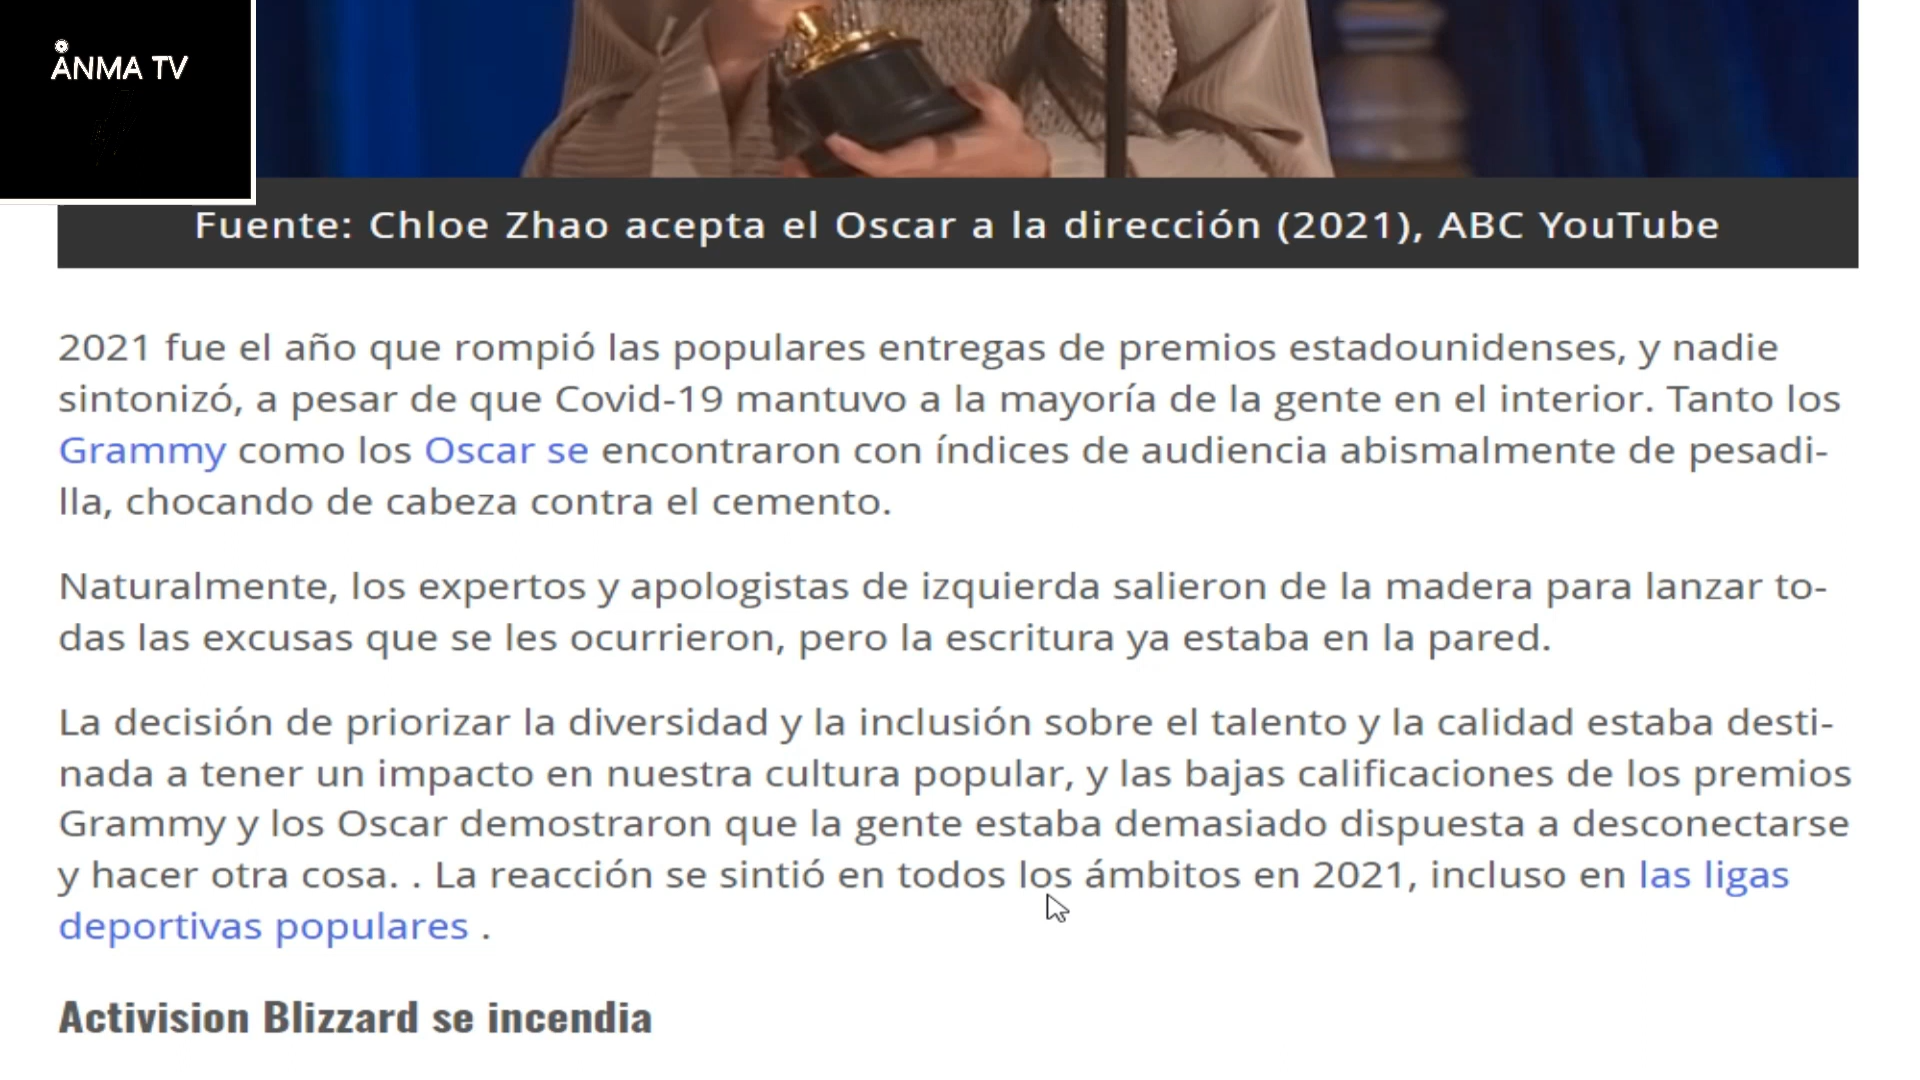 ANMA TV
Fuente: Chloe Zhao acepta el Oscar a la dirección (2021), ABC YouTube
2021 fue el año que rompió las populares entregas de premios estadounidenses, y nadie
sintonizó, a pesar de que Covid-19 mantuvo a la mayoría de la gente en el interior. Tanto los
Grammy como los Oscar se encontraron con índices de audiencia abismalmente de pesadi-
lla, chocando de cabeza contra el cemento.
Naturalmente, los expertos y apologistas de izquierda salieron de la madera para lanzar to-
das las excusas que se les ocurrieron, pero la escritura ya estaba en la pared.
La decisión de priorizar la diversidad y la inclusión sobre el talento y la calidad estaba desti-
nada a tener un impacto en nuestra cultura popular, y las bajas calificaciones de los premios
Grammy y los Oscar demostraron que la gente estaba demasiado dispuesta a desconectarse
y hacer otra cosa. . La reacción se sintió en todos los ámbitos en 2021, incluso en las ligas
deportivas populares .
Activision Blizzard se incendia